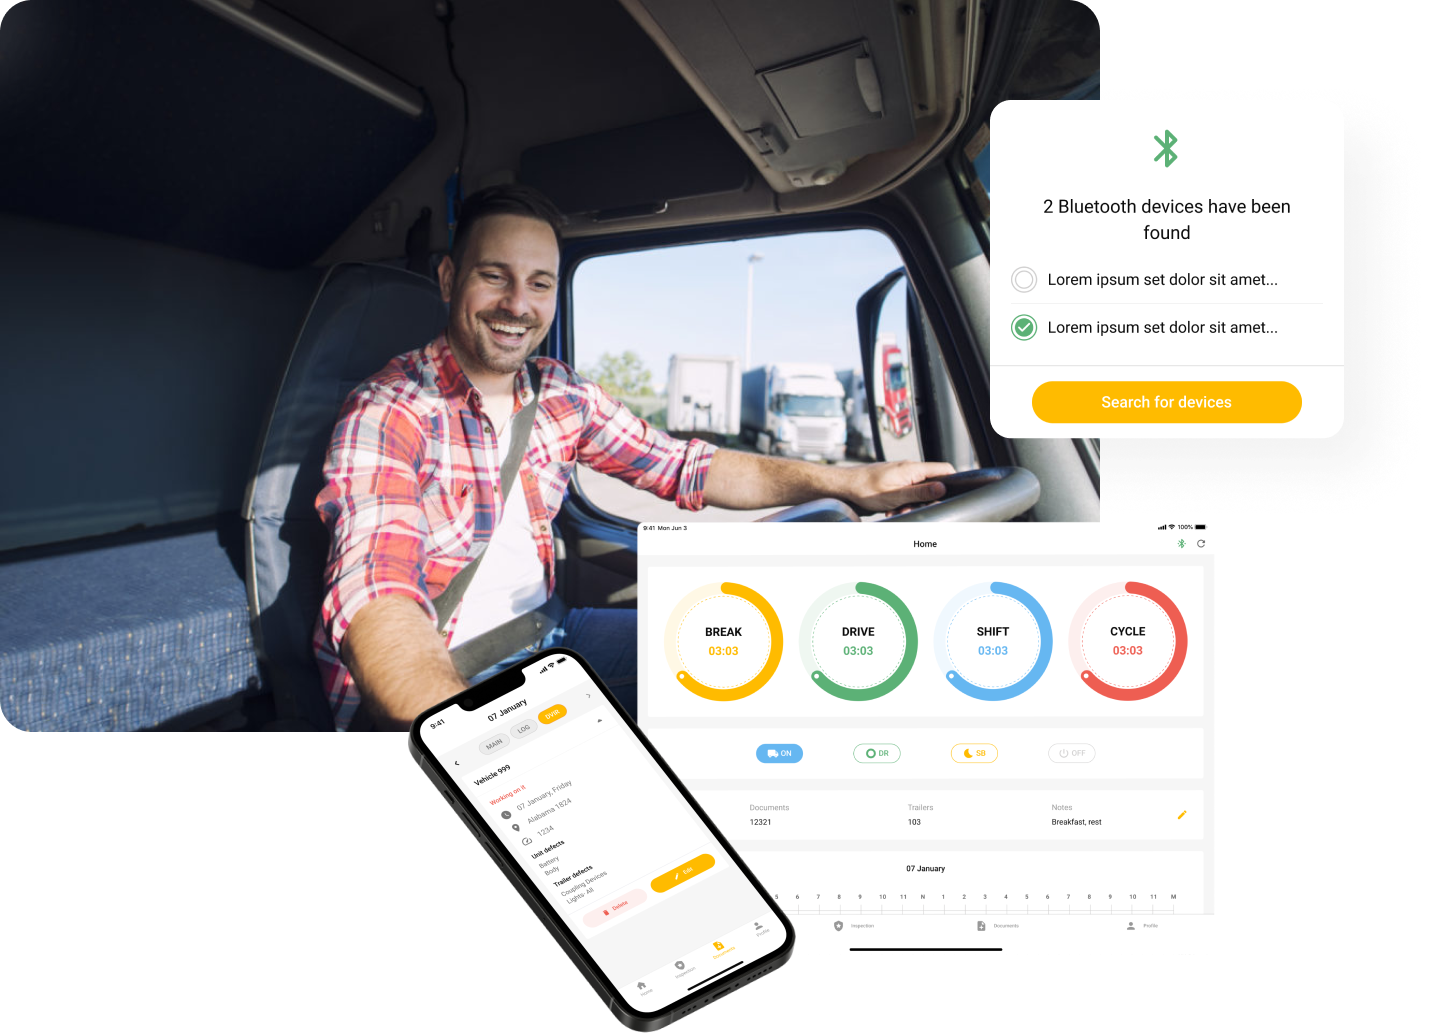 2 Bluetooth devices have been
found
Lorem ipsum set dolor sit amet...
Lorem ipsum set dolor sit amet...
Search for devices
9:41 Mon Jun 3
100%
Home
BREAK
03:03
DRIVE
03:03
SHIFT
03:03
CYCLE
03:03
ON
DR
SB
OFF
Documents
12321
Trailers
103
Notes
Breakfast, rest
07 January
5 6 7 8 9 10 11 N 1 2 3 4 5 6 7 8 9 10 11 M
Inspection
Documents
Profile
9:41
07 January
MAIN
LOG
DVIR
Vehicle 999
Working on it
07 January, Friday
Alabama 1824
1234
Unit defects
Battery
Body
Trailer defects
Coupling Devices
Lights- All
Delete
Edit
Home
Inspection
Documents
Profile